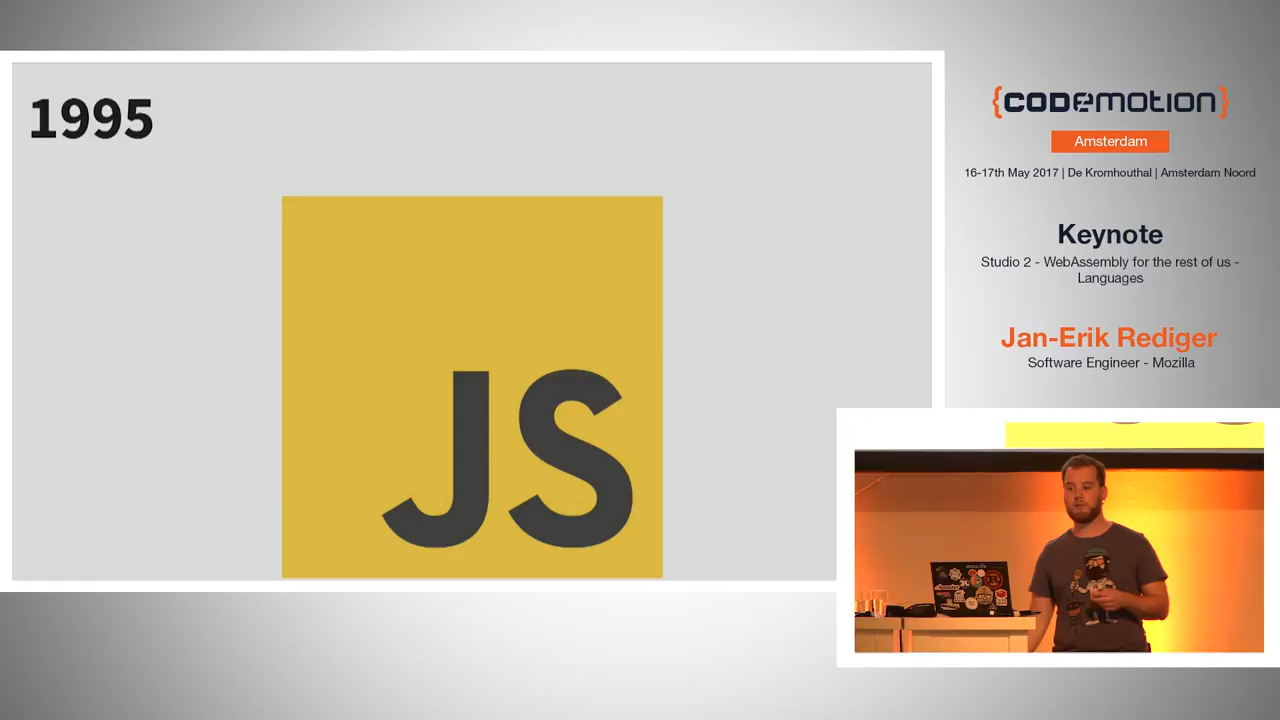 1995
JS
{CODEMOTION}
Amsterdam
16-17th May 2017 | De Kromhouthal | Amsterdam Noord
Keynote
Studio 2 - WebAssembly for the rest of us -
Languages
Jan-Erik Rediger
Software Engineer - Mozilla